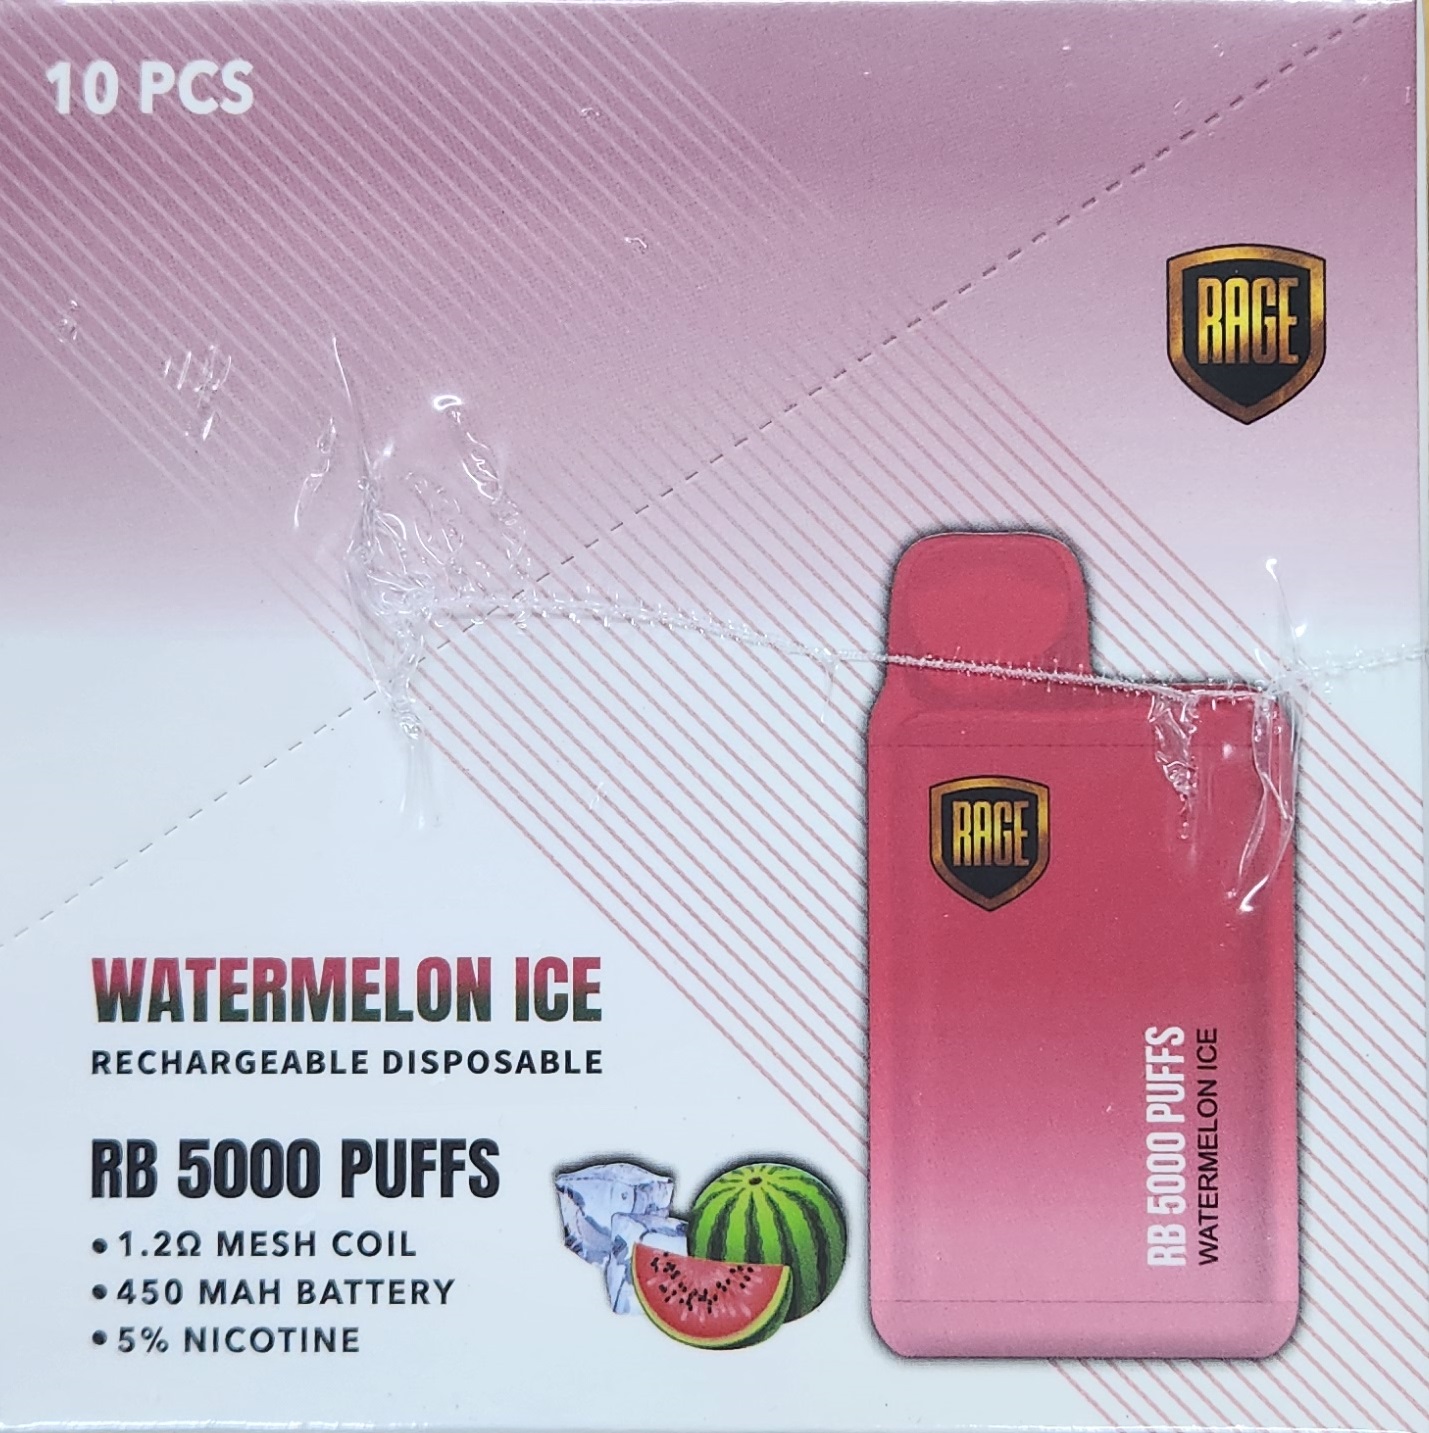 10 PCS
RAGE
RAGE
WATERMELON ICE
RECHARGEABLE DISPOSABLE
RB 5000 PUFFS
• 1.2Ω MESH COIL
• 450 MAH BATTERY
• 5% NICOTINE
RB 5000 PUFFS
WATERMELON ICE